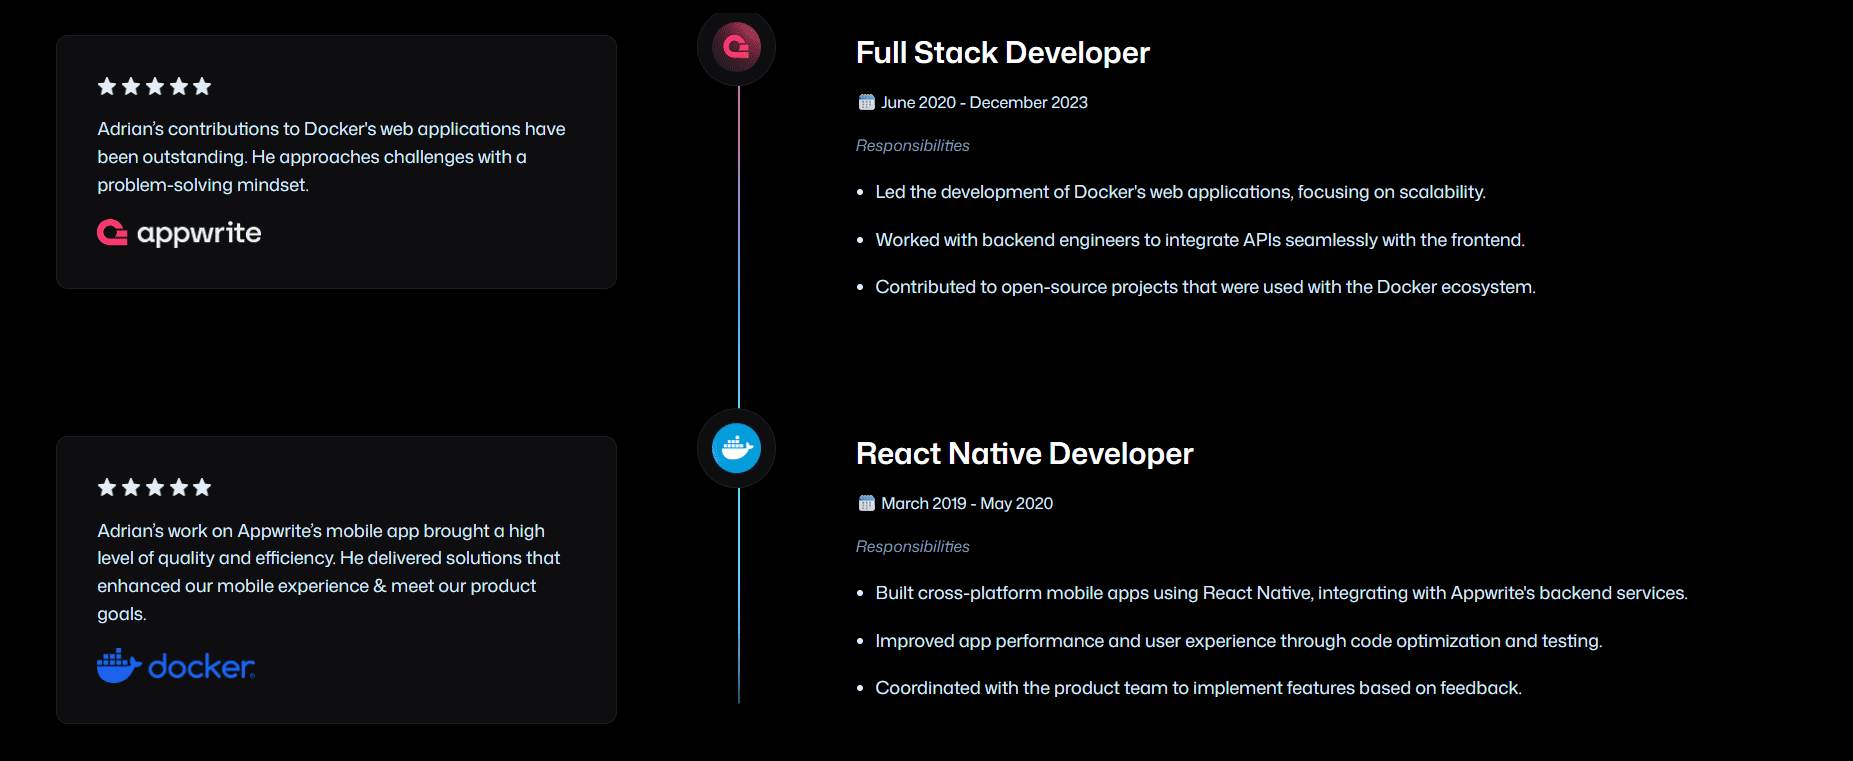 Adrian’s contributions to Docker's web applications have
been outstanding. He approaches challenges with a
problem-solving mindset.
appwrite
Full Stack Developer
June 2020 - December 2023
Responsibilities
• Led the development of Docker's web applications, focusing on scalability.
• Worked with backend engineers to integrate APIs seamlessly with the frontend.
• Contributed to open-source projects that were used with the Docker ecosystem.
Adrian’s work on Appwrite’s mobile app brought a high
level of quality and efficiency. He delivered solutions that
enhanced our mobile experience & meet our product
goals.
docker
React Native Developer
March 2019 - May 2020
Responsibilities
• Built cross-platform mobile apps using React Native, integrating with Appwrite's backend services.
• Improved app performance and user experience through code optimization and testing.
• Coordinated with the product team to implement features based on feedback.